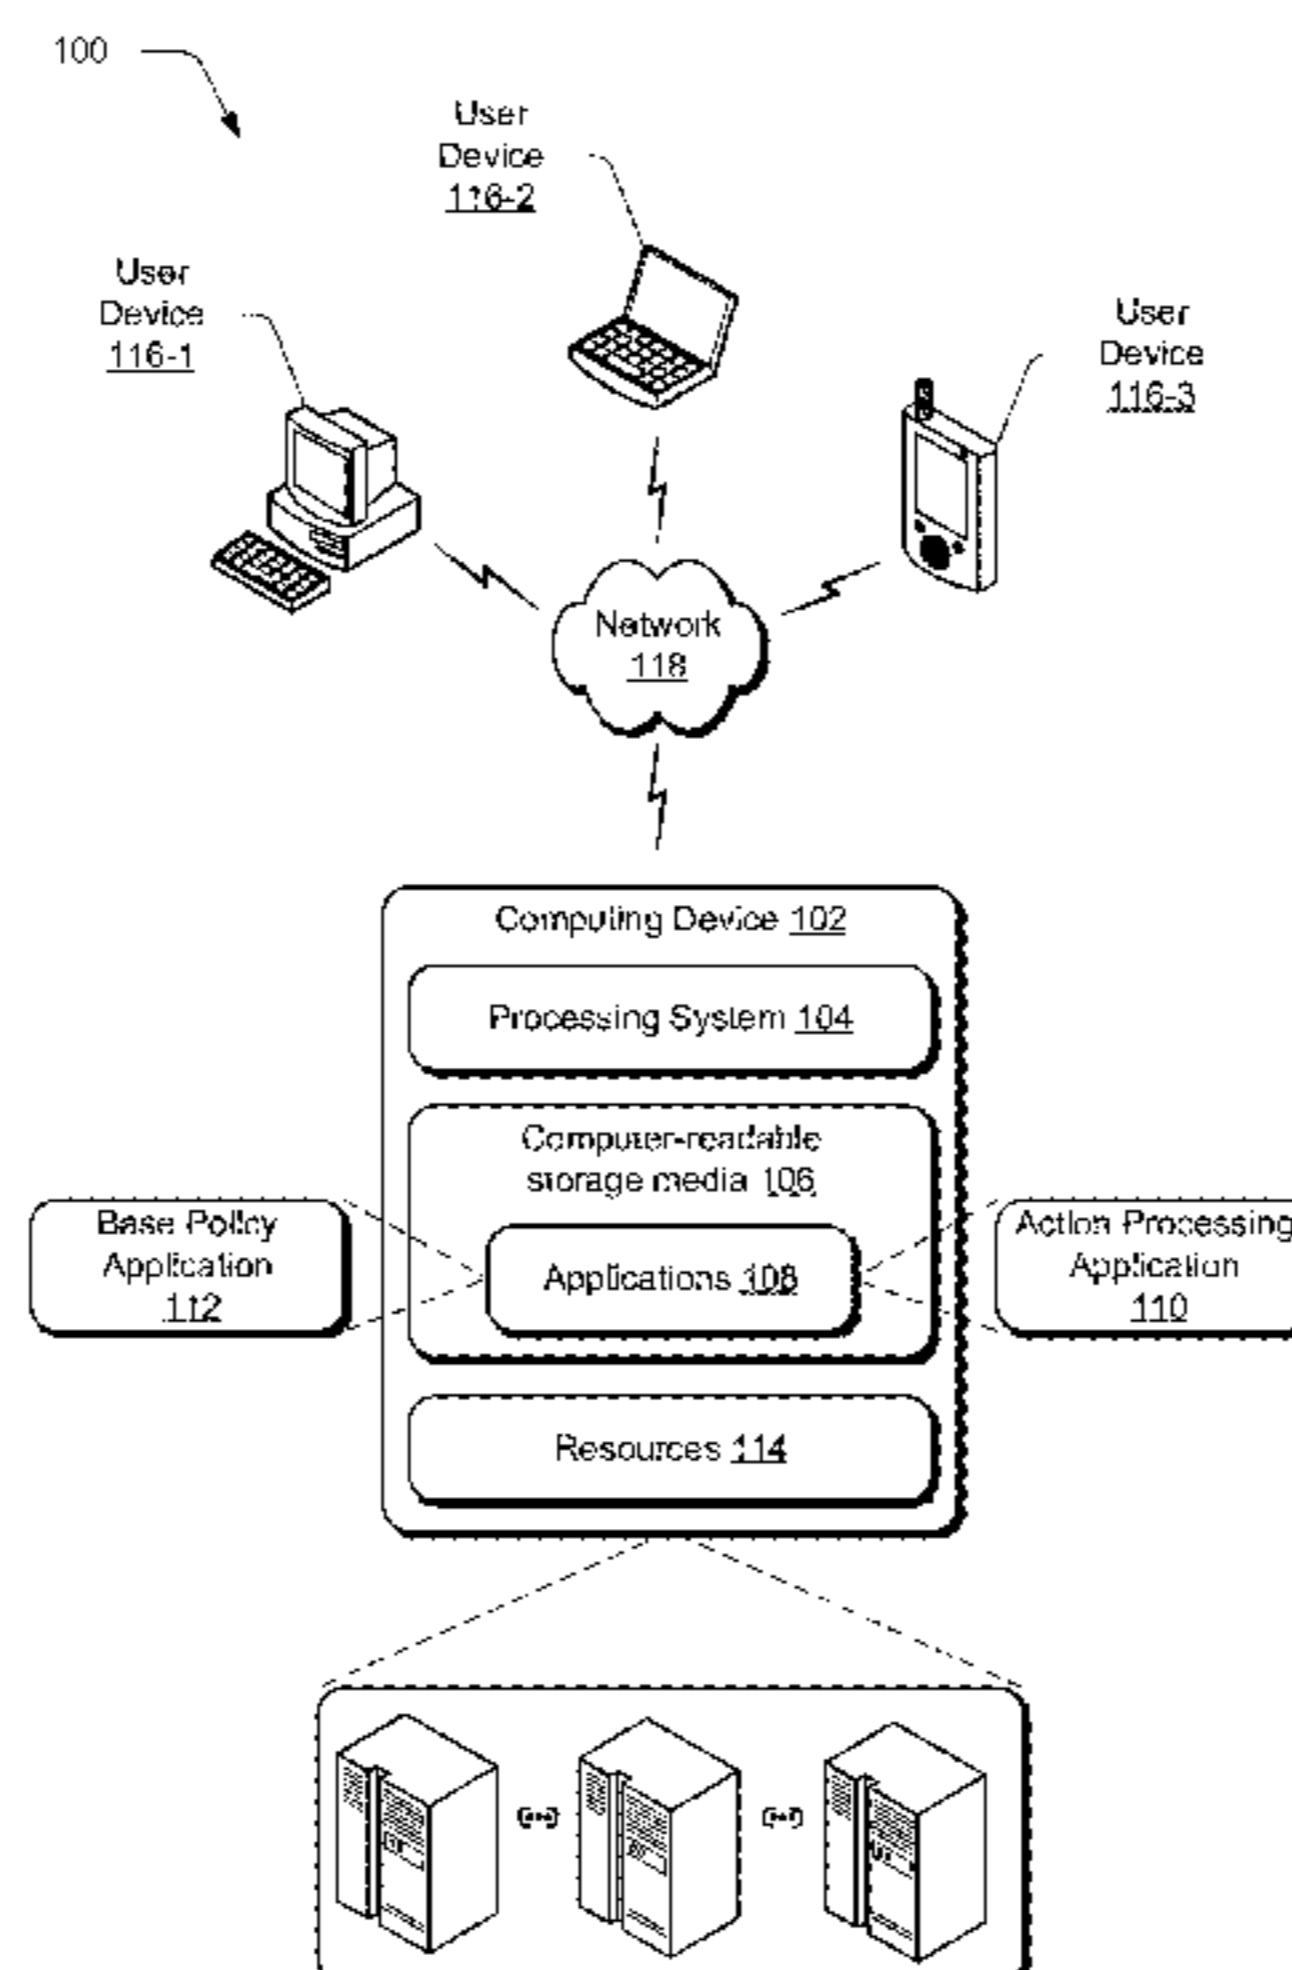 100
User
Device
116-2
User
Device
116-1
User
Device
116-3
Network
118
Computing Device 102
Processing System 104
Computer-readable
storage media 106
Base Policy
Application
112
Applications 108
Action Processing
Application
110
Resources 114